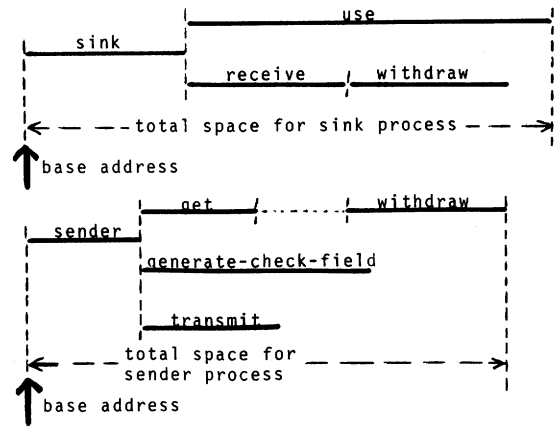 use
sink
receive
withdraw
total space for sink process
base address
get
withdraw
sender
generate-check-field
transmit
total space for
sender process
base address